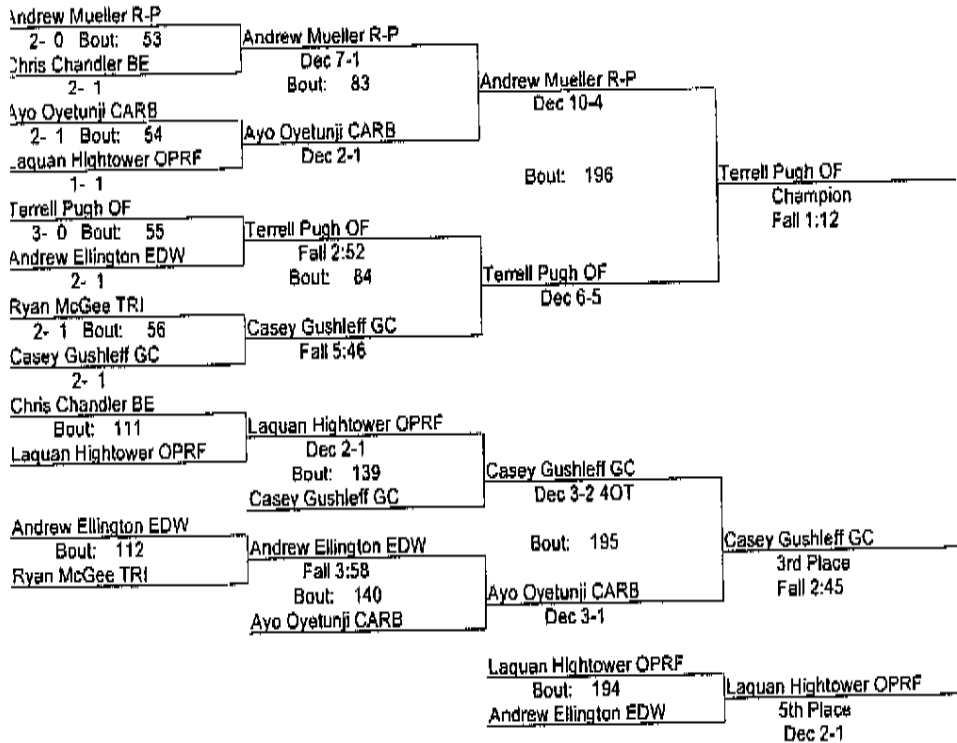 Andrew Mueller R-P
2- 0 Bout: 53
Chris Chandler BE
2- 1
Ayo Oyetunji CARB
2- 1 Bout: 54
Laquan Hightower OPRF
1- 1
Terrell Pugh OF
3- 0 Bout: 55
Andrew Ellington EDW
2- 1
Ryan McGee TRI
2- 1 Bout: 56
Casey Gushleff GC
2- 1
Andrew Mueller R-P
Dec 7-1
Bout: 83
Ayo Oyetunji CARB
Dec 2-1
Terrell Pugh OF
Fall 2:52
Bout: 84
Casey Gushleff GC
Fall 5:46
Andrew Mueller R-P
Dec 10-4
Bout: 196
Terrell Pugh OF
Dec 6-5
Terrell Pugh OF
Champion
Fall 1:12
Chris Chandler BE
Bout: 111
Laquan Hightower OPRF
Andrew Ellington EDW
Bout: 112
Ryan McGee TRI
Laquan Hightower OPRF
Dec 2-1
Bout: 139
Casey Gushleff GC
Andrew Ellington EDW
Fall 3:58
Bout: 140
Ayo Oyetunji CARB
Casey Gushleff GC
Dec 3-2 4OT
Bout: 195
Ayo Oyetunji CARB
Dec 3-1
Casey Gushleff GC
3rd Place
Fall 2:45
Laquan Hightower OPRF
Bout: 194
Andrew Ellington EDW
Laquan Hightower OPRF
5th Place
Dec 2-1